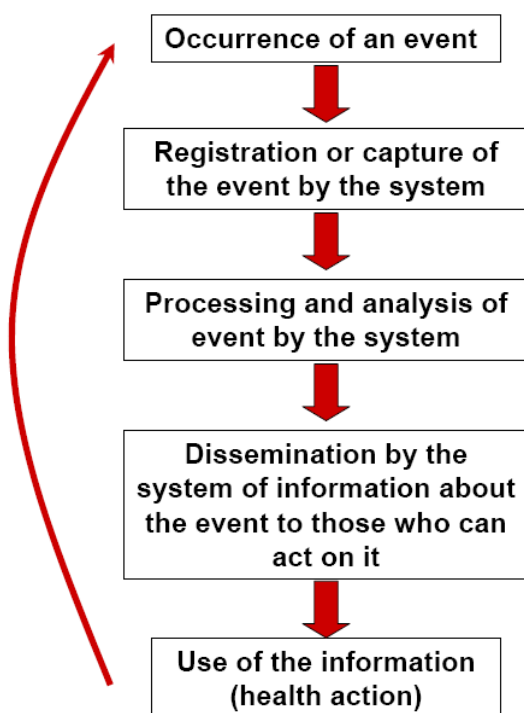 Occurrence of an event
Registration or capture of
the event by the system
Processing and analysis of
event by the system
Dissemination by the
system of information about
the event to those who can
act on it
Use of the information
(health action)